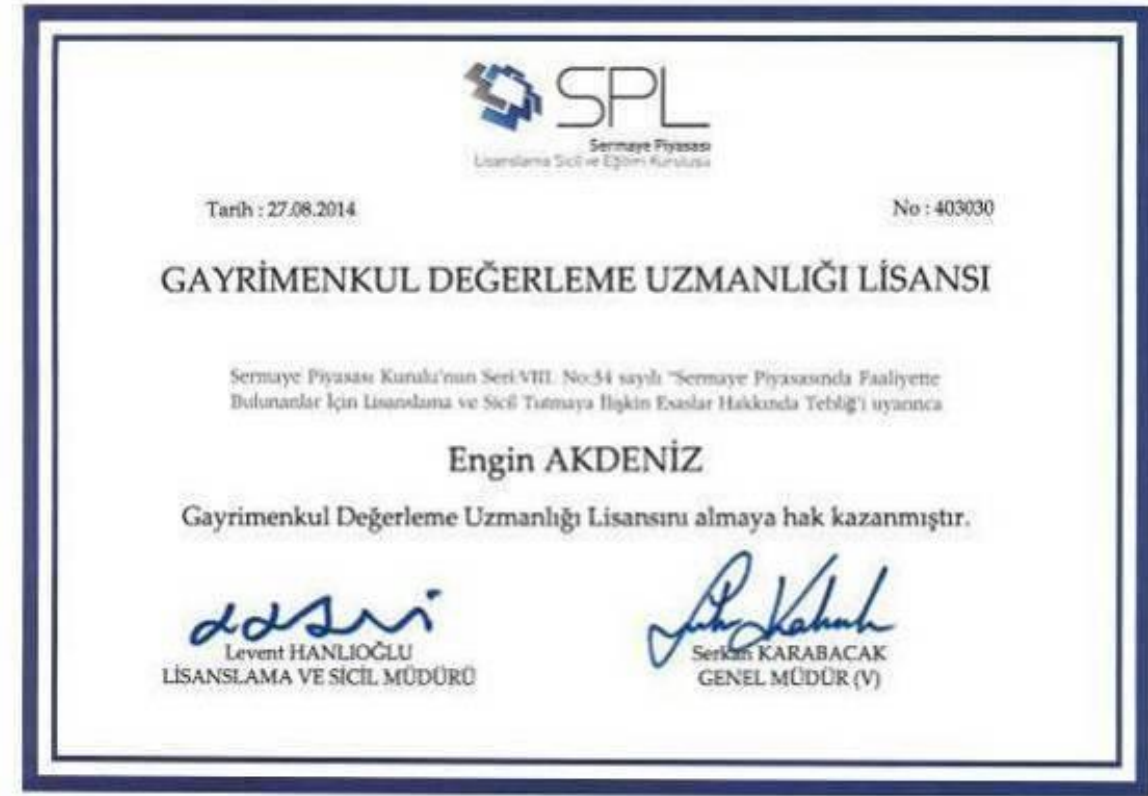 SPL
Sermaye Piyasası
Lisanslama Sicil ve Eğitim Kuruluşu
Tarih : 27.08.2014
No : 403030
GAYRİMENKUL DEĞERLEME UZMANLIĞI LİSANSI
Sermaye Piyasası Kurulu'nun Seri:VIII, No:34 sayılı "Sermaye Piyasasında Faaliyette
Bulunanlar İçin Lisanslama ve Sicil Tutmaya İlişkin Esaslar Hakkında Tebliğ'i uyarınca
Engin AKDENİZ
Gayrimenkul Değerleme Uzmanlığı Lisansını almaya hak kazanmıştır.
Levent HANLIOĞLU
LİSANSLAMA VE SİCİL MÜDÜRÜ
Serkan KARABACAK
GENEL MÜDÜR (V)